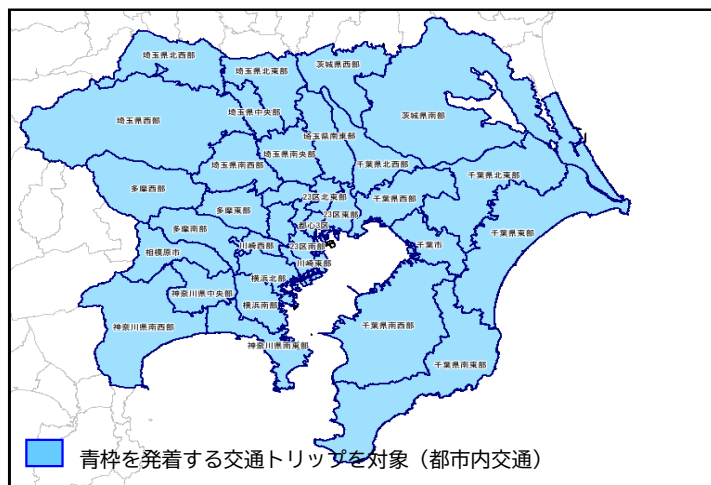 埼玉県北西部
埼玉県北東部
茨城県西部
埼玉県中央部
茨城県南部
埼玉県西部
埼玉県南東部
埼玉県南央部
埼玉県南西部
千葉県北西部
千葉県北東部
多摩西部
23区北東部
千葉県西部
多摩東部
23区東部
都心3区
多摩南部
千葉県東部
川崎西部
23区南部
千葉市
相模原市
川崎東部
横浜北部
神奈川県中央部
横浜南部
神奈川県南西部
千葉県南西部
神奈川県南東部
千葉県南東部
青枠を発着する交通トリップを対象(都市内交通)